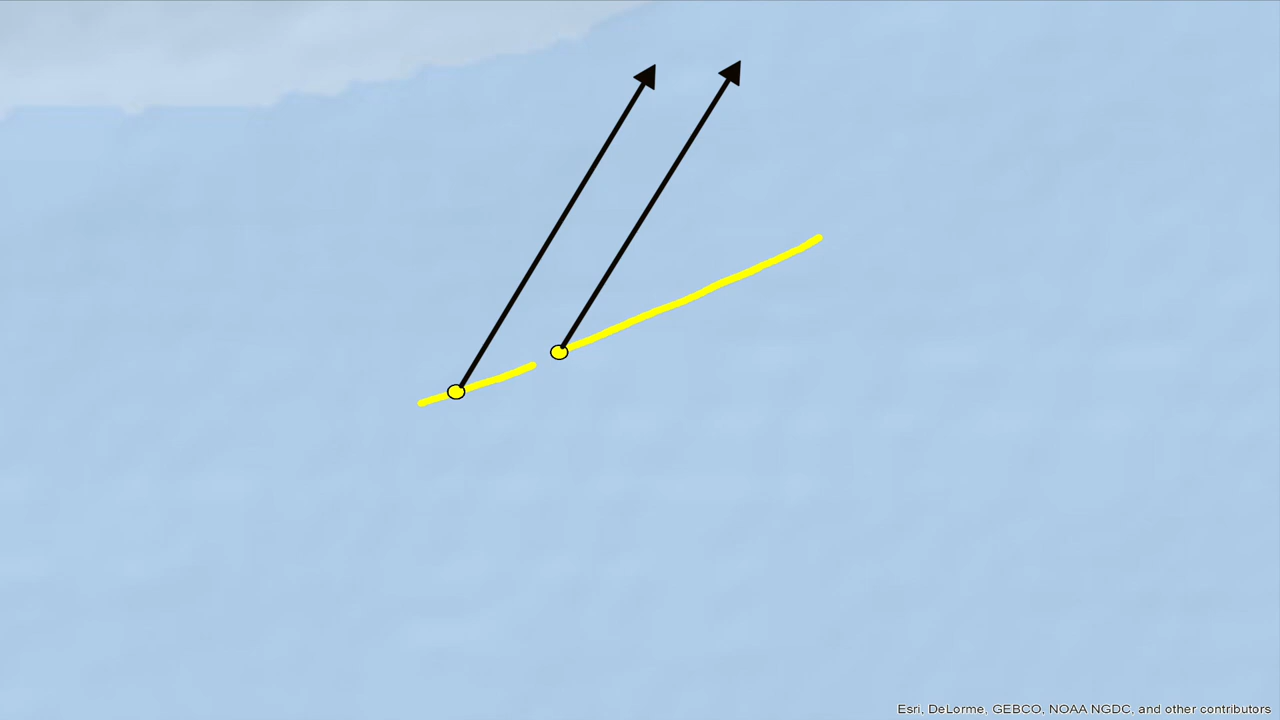 Esri, DeLorme, GEBCO, NOAA NGDC, and other contributors